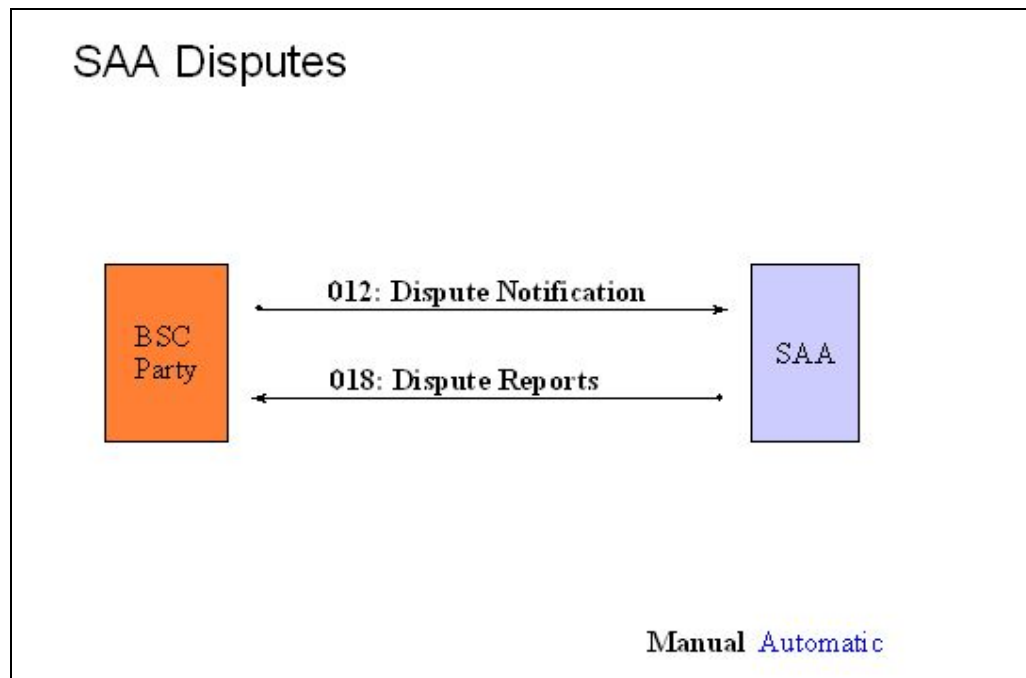 SAA Disputes
012: Dispute Notification
BSC
Party
SAA
018: Dispute Reports
Manual Automatic